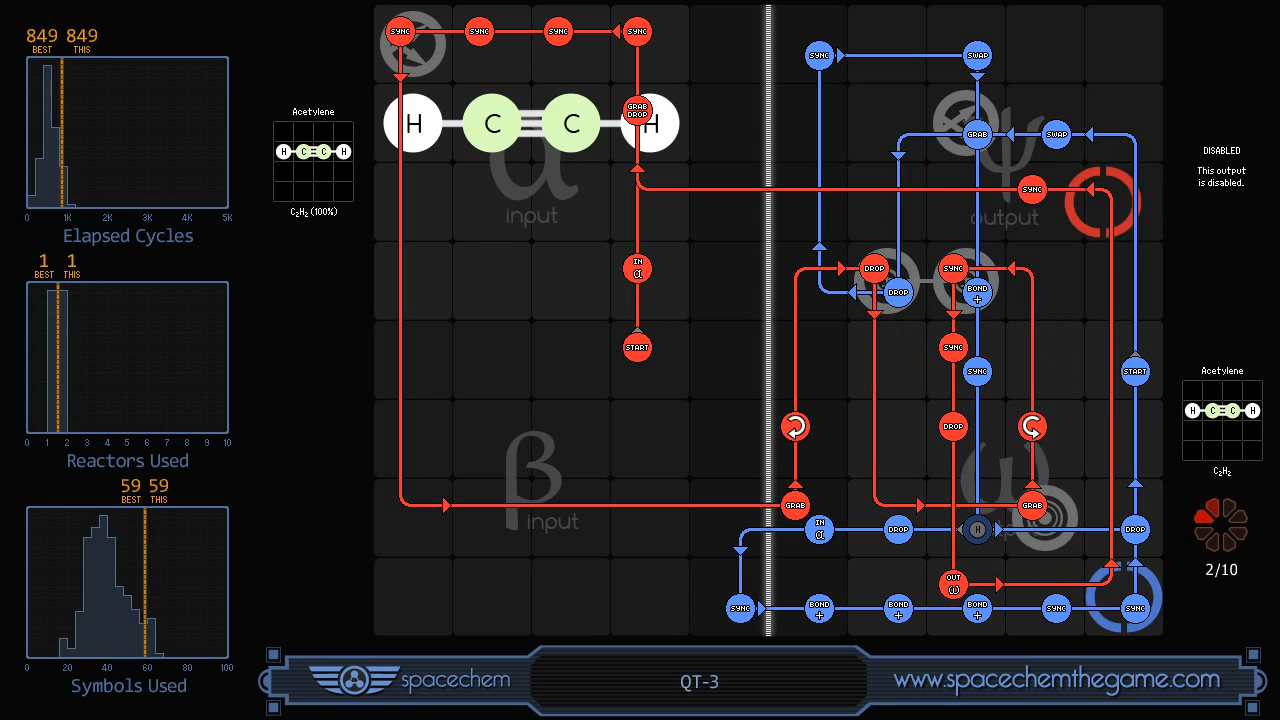 849 849
BEST THIS
0 1K 2K 3K 4K 5K
Elapsed Cycles
1 1
BEST THIS
0 1 2 3 4 5 6 7 8 9 10
Reactors Used
59 59
BEST THIS
0 20 40 60 80 100
Symbols Used
Acetylene
H C C H
C₂H₂ (100%)
SYNC SYNC SYNC SYNC
GRAB DROP
H C C H
α
input
IN α
START
β
input
SYNC SWAP
GRAB SWAP
ψ
SYNC
output
DROP SYNC
DROP BOND +
SYNC
SYNC START
DROP
ω
GRAB GRAB
IN α DROP H DROP
OUT ω
SYNC BOND + BOND + BOND + SYNC SYNC
DISABLED
This output
is disabled.
Acetylene
H C C H
C₂H₂
2/10
spacechem
QT-3
www.spacechemthegame.com